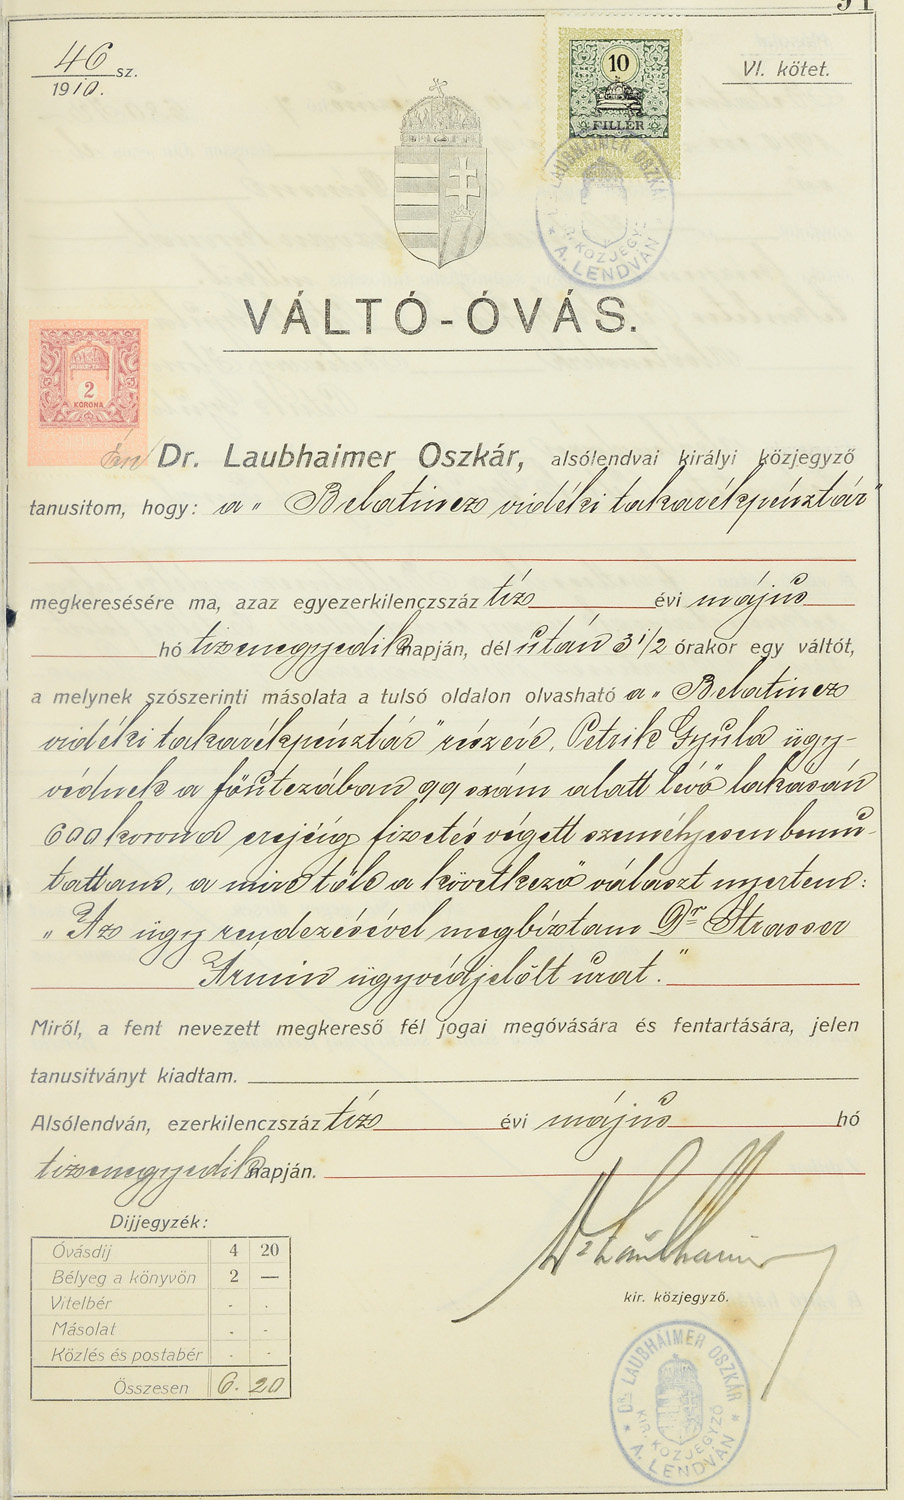 91
46 sz.
1910.
VI. kötet.
10
FILLÉR
DR. LAUBHAIMER OSZKÁR
KIR. KÖZJEGYZŐ
A. LENDVÁN
VÁLTÓ-ÓVÁS.
2
KORONA
Én Dr. Laubhaimer Oszkár, alsólendvai királyi közjegyző
tanusitom, hogy: a „Belatincz vidéki takarékpénztár"
megkeresésére ma, azaz egyezerkilenczszáz tíz évi május
hó tizenegyedik napján, dél után 3 1/2 órakor egy váltót,
a melynek szószerinti másolata a tulsó oldalon olvasható a „Belatincz
vidéki takarékpénztár" részére, Petrik Gyula ügy-
védnek a főutczában 99 szám alatt lévő lakásán
600 korona erejéig fizetés végett személyesen bemu-
tattam, a mire tőle a következő választ nyertem:
„Az ügy rendezésével megbíztam Dr Strasser
Ármin ügyvédjelölt urat."
Miről, a fent nevezett megkereső fél jogai megóvására és fentartására, jelen
tanusitványt kiadtam.
Alsólendván, ezerkilenczszáz tíz évi május hó
tizenegyedik napján.
Dijjegyzék:
Óvásdij 4 20
Bélyeg a könyvön 2 —
Vitelbér . .
Másolat . .
Közlés és postabér . .
Összesen 6. 20
Dr Laubhaimer
kir. közjegyző.
DR. LAUBHAIMER OSZKÁR
KIR. KÖZJEGYZŐ
A. LENDVÁN